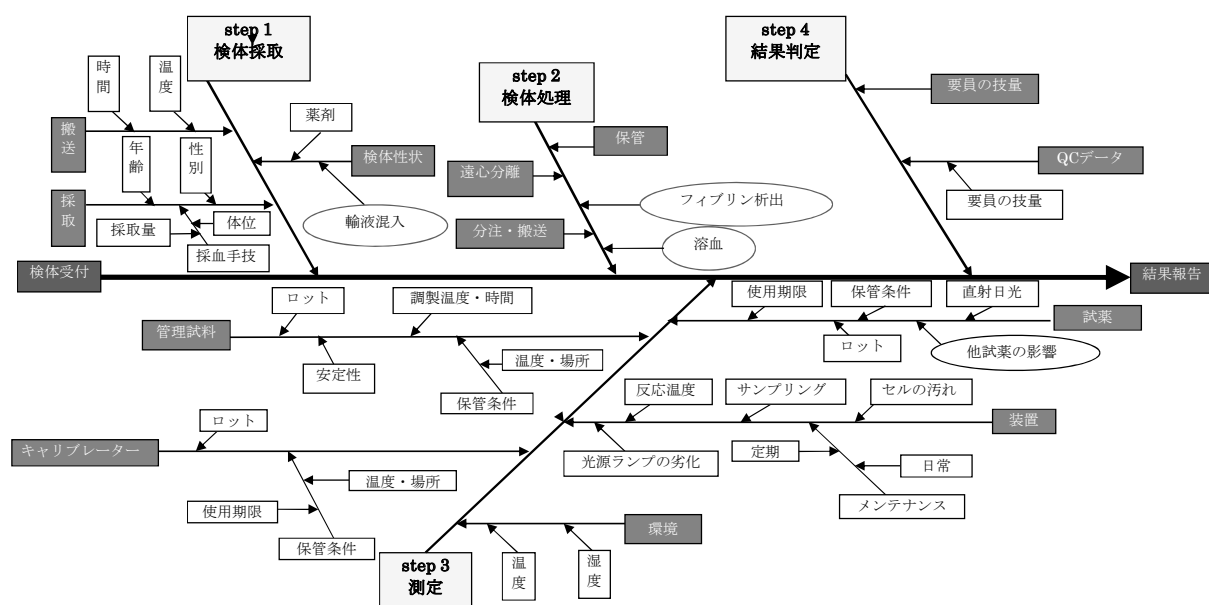 step 1
検体採取
step 2
検体処理
step 4
結果判定
時間
温度
搬送
年齢
性別
採取
採取量
体位
採血手技
薬剤
検体性状
輸液混入
保管
遠心分離
フィブリン析出
分注・搬送
溶血
要員の技量
QCデータ
要員の技量
検体受付
結果報告
ロット
調製温度・時間
管理試料
安定性
温度・場所
保管条件
使用期限
保管条件
直射日光
試薬
ロット
他試薬の影響
反応温度
サンプリング
セルの汚れ
装置
光源ランプの劣化
定期
日常
メンテナンス
ロット
キャリブレーター
温度・場所
使用期限
保管条件
環境
温度
湿度
step 3
測定